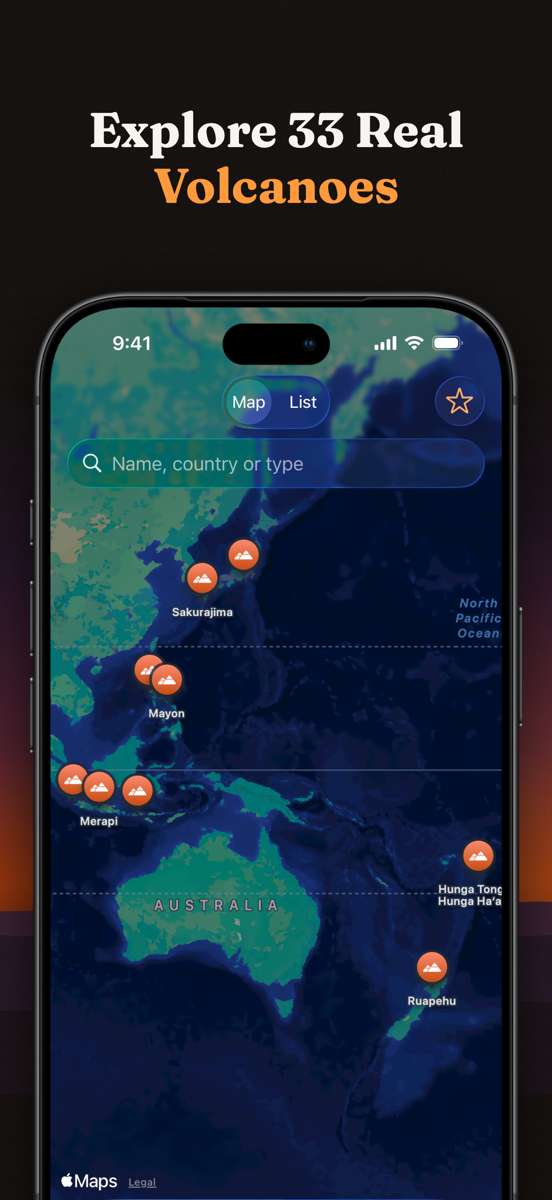 Explore 33 Real
Volcanoes
9:41
Map
List
Name, country or type
Sakurajima
North
Pacific
Ocean
Mayon
Merapi
AUSTRALIA
Hunga Tong
Hunga Ha'a
Ruapehu
Maps
Legal